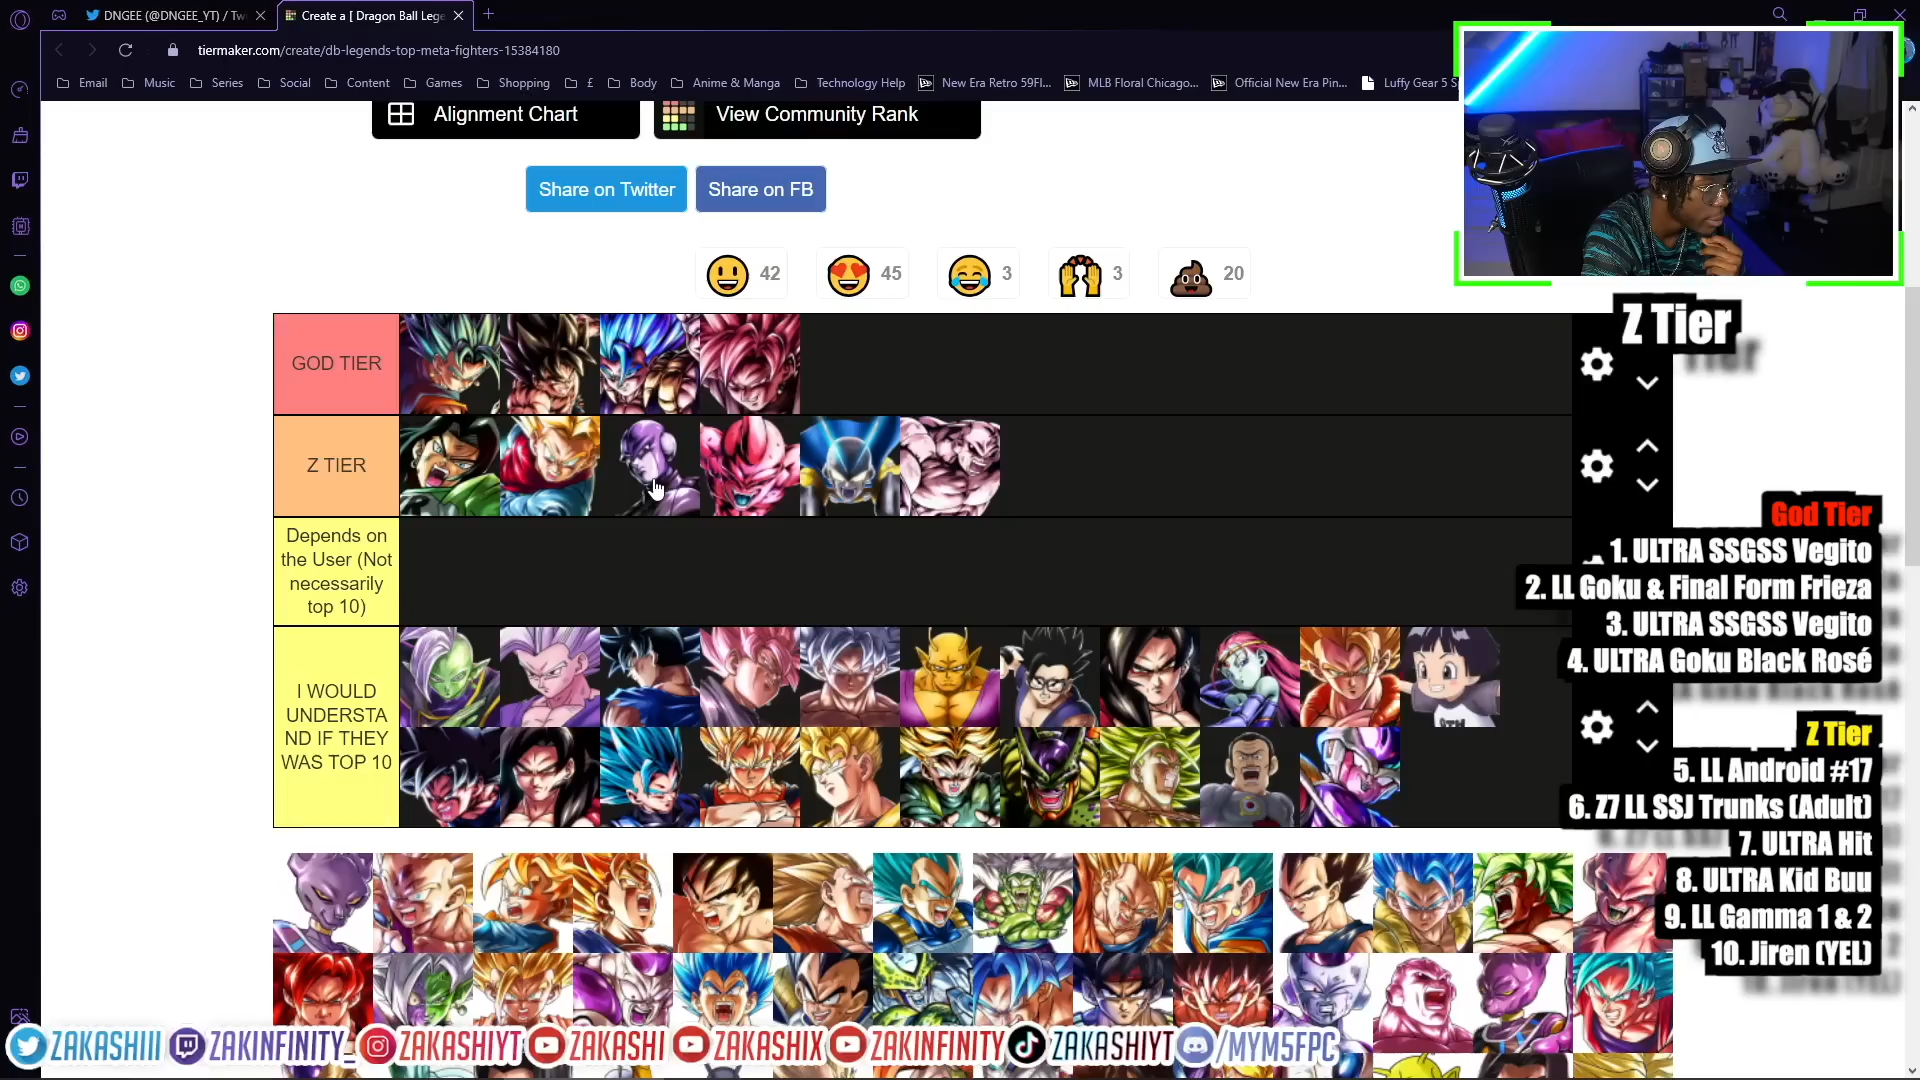 DNGEE (@DNGEE_YT) / Tw
Create a [ Dragon Ball Lege
tiermaker.com/create/db-legends-top-meta-fighters-15384180
Email
Music
Series
Social
Content
Games
Shopping
£
Body
Anime & Manga
Technology Help
New Era Retro 59FI...
MLB Floral Chicago...
Official New Era Pin...
Luffy Gear 5 S
Alignment Chart
View Community Rank
Share on Twitter
Share on FB
42
45
3
3
20
GOD TIER
Z TIER
Depends on
the User (Not
necessarily
top 10)
I WOULD
UNDERSTA
ND IF THEY
WAS TOP 10
Z Tier
God Tier
1. ULTRA SSGSS Vegito
2. LL Goku & Final Form Frieza
3. ULTRA SSGSS Vegito
4. ULTRA Goku Black Rosé
Z Tier
5. LL Android #17
6. Z7 LL SSJ Trunks (Adult)
7. ULTRA Hit
8. ULTRA Kid Buu
9. LL Gamma 1 & 2
10. Jiren (YEL)
ZAKASHIII
ZAKINFINITY_
ZAKASHIYT
ZAKASHI
ZAKASHIX
ZAKINFINITY
ZAKASHIYT
/MYM5FPC